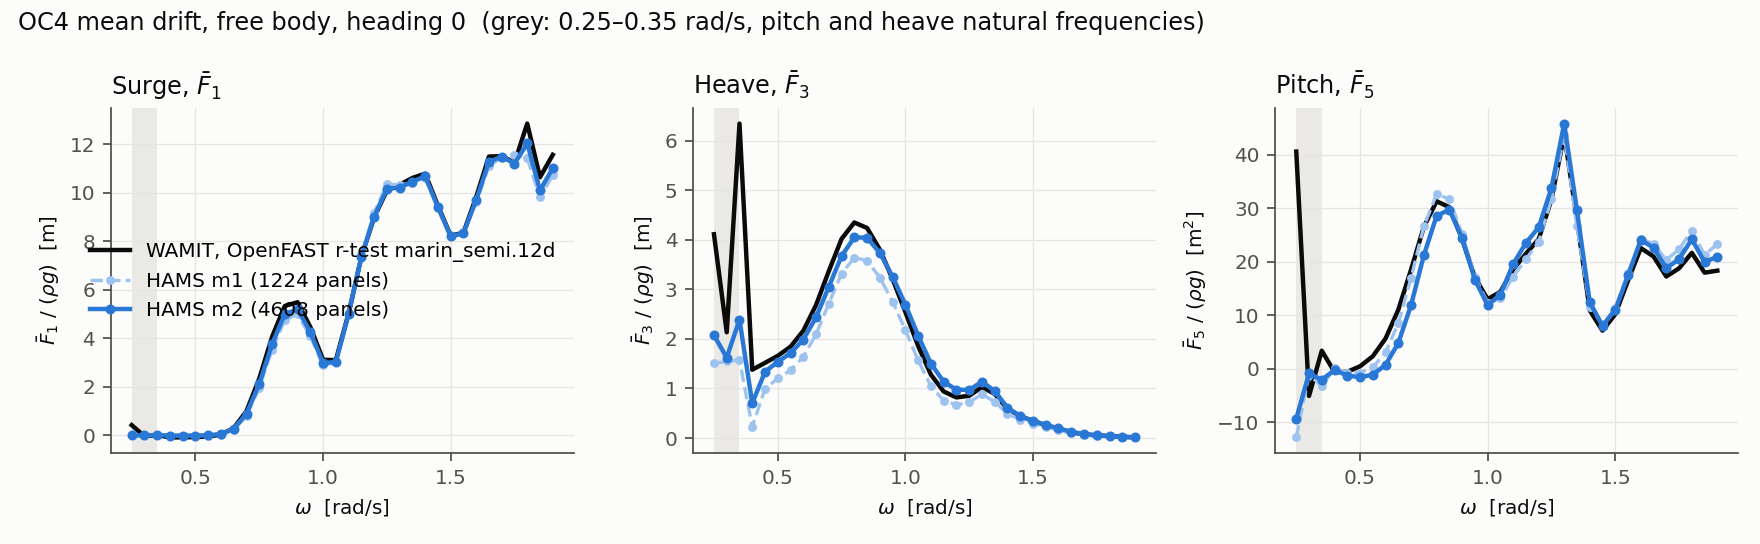 OC4 mean drift, free body, heading 0 (grey: 0.25–0.35 rad/s, pitch and heave natural frequencies)
Surge, F̄₁
F̄₁ / (ρg) [m]
12
10
8
6
4
2
0
WAMIT, OpenFAST r-test marin_semi.12d
HAMS m1 (1224 panels)
HAMS m2 (4608 panels)
0.5 1.0 1.5
ω [rad/s]
Heave, F̄₃
F̄₃ / (ρg) [m]
6
5
4
3
2
1
0
0.5 1.0 1.5
ω [rad/s]
Pitch, F̄₅
F̄₅ / (ρg) [m²]
40
30
20
10
0
−10
0.5 1.0 1.5
ω [rad/s]